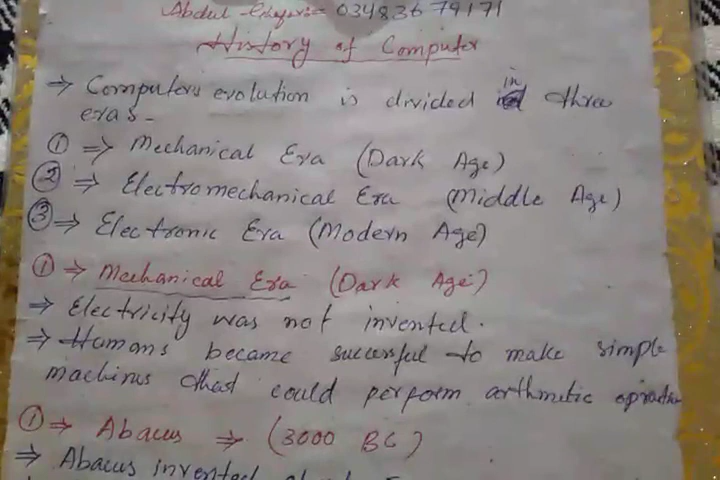 Abdul 03483679171
History of Computer
⇒ Computers evolution is divided in three
eras-
① ⇒ Mechanical Era (Dark Age)
② ⇒ Electromechanical Era (Middle Age)
③ ⇒ Electronic Era (Modern Age)
① ⇒ Mechanical Era (Dark Age)
⇒ Electricity was not invented.
⇒ Humans became successful to make simple
machines that could perform arthmetic
① ⇒ Abacus ⇒ (3000 BC)
⇒ Abacus invented